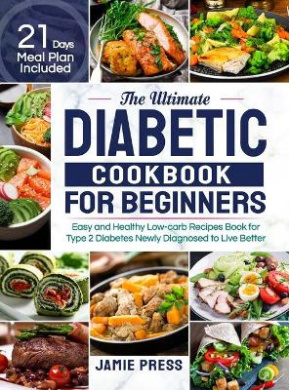 21 Days
Meal Plan
Included
The Ultimate
DIABETIC
COOKBOOK
FOR BEGINNERS
Easy and Healthy Low-carb Recipes Book for
Type 2 Diabetes Newly Diagnosed to Live Better
JAMIE PRESS